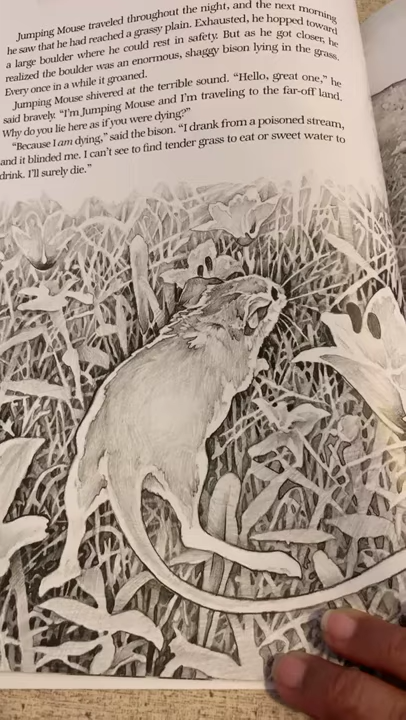 Jumping Mouse traveled throughout the night, and the next morning
he saw that he had reached a grassy plain. Exhausted, he hopped toward
a large boulder where he could rest in safety. But as he got closer, he
realized the boulder was an enormous, shaggy bison lying in the grass.
Every once in a while it groaned.
Jumping Mouse shivered at the terrible sound. “Hello, great one,” he
said bravely. “I’m Jumping Mouse and I’m traveling to the far-off land.
Why do you lie here as if you were dying?”
“Because I am dying,” said the bison. “I drank from a poisoned stream,
and it blinded me. I can’t see to find tender grass to eat or sweet water to
drink. I’ll surely die.”